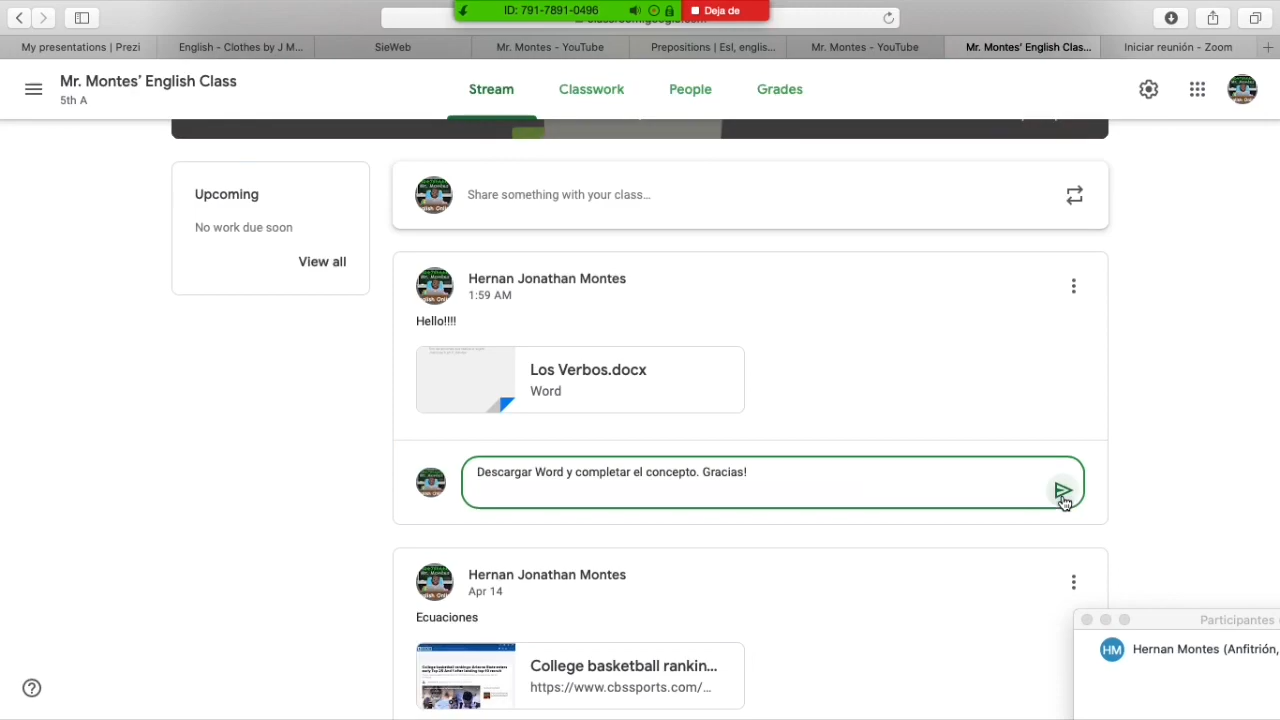 ID: 791-7891-0496
Deja de
My presentations | Prezi
English - Clothes by J M...
SieWeb
Mr. Montes - YouTube
Prepositions | Esl, englis...
Mr. Montes - YouTube
Mr. Montes' English Clas...
Iniciar reunión - Zoom
Mr. Montes' English Class
5th A
Stream
Classwork
People
Grades
Upcoming
No work due soon
View all
Share something with your class...
Hernan Jonathan Montes
1:59 AM
Hello!!!!
Los Verbos.docx
Word
Descargar Word y completar el concepto. Gracias!
Hernan Jonathan Montes
Apr 14
Ecuaciones
College basketball rankin...
https://www.cbssports.com/...
Participantes
HM
Hernan Montes (Anfitrión,